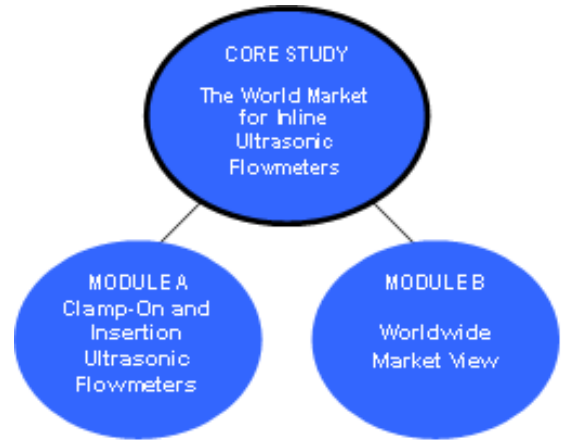 CORE STUDY
The World Market
for Inline
Ultrasonic
Flowmeters
MODULE A
Clamp-On and
Insertion
Ultrasonic
Flowmeters
MODULE B
Worldwide
Market View